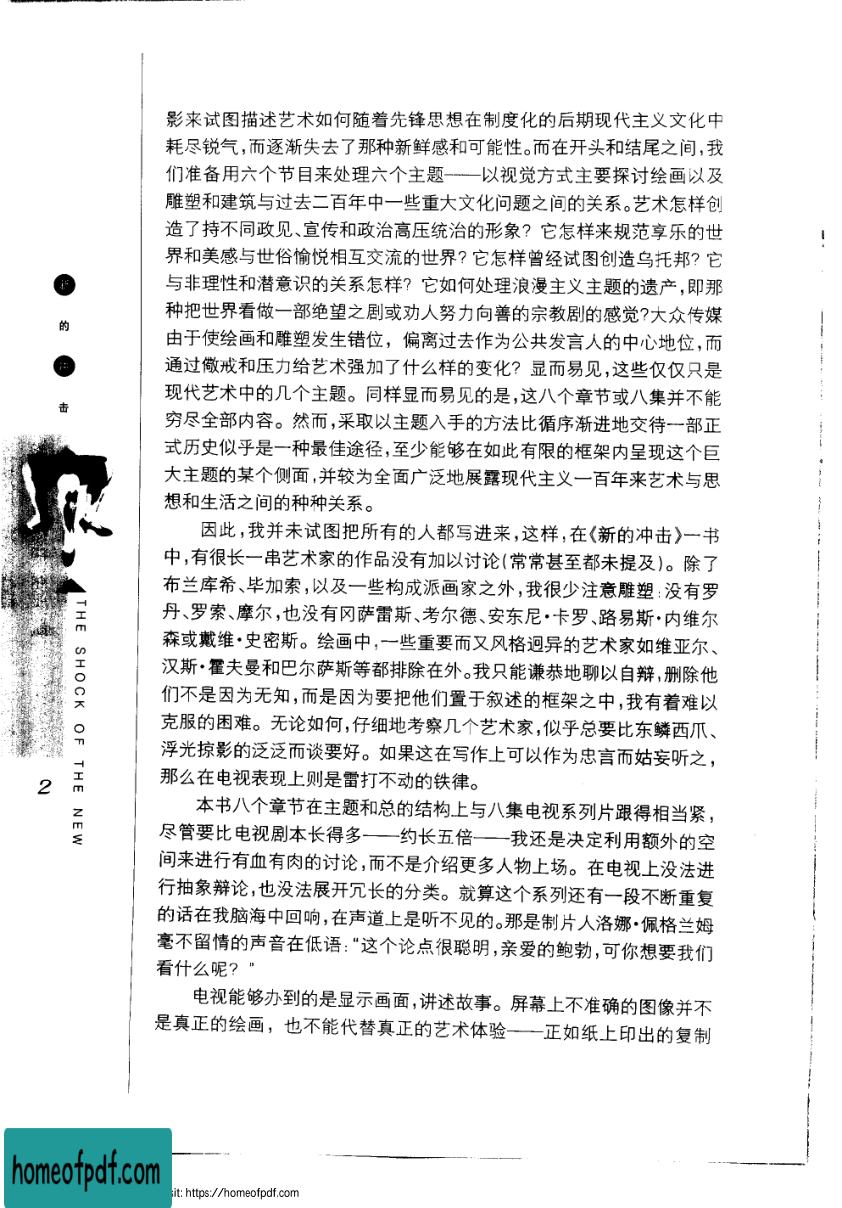 影来试图描述艺术如何随着先锋思想在制度化的后期现代主义文化中
耗尽锐气,而逐渐失去了那种新鲜感和可能性。而在开头和结尾之间,我
们准备用六个节目来处理六个主题——以视觉方式主要探讨绘画以及
雕塑和建筑与过去二百年中一些重大文化问题之间的关系。艺术怎样创
造了持不同政见、宣传和政治高压统治的形象？它怎样来规范享乐的世
界和美感与世俗愉悦相互交流的世界？它怎样曾经试图创造乌托邦？它
与非理性和潜意识的关系怎样？它如何处理浪漫主义主题的遗产,即那
种把世界看做一部绝望之剧或劝人努力向善的宗教剧的感觉?大众传媒
由于使绘画和雕塑发生错位，偏离过去作为公共发言人的中心地位,而
通过儆戒和压力给艺术强加了什么样的变化？显而易见,这些仅仅只是
现代艺术中的几个主题。同样显而易见的是,这八个章节或八集并不能
穷尽全部内容。然而,采取以主题入手的方法比循序渐进地交待一部正
式历史似乎是一种最佳途径,至少能够在如此有限的框架内呈现这个巨
大主题的某个侧面,并较为全面广泛地展露现代主义一百年来艺术与思
想和生活之间的种种关系。
因此,我并未试图把所有的人都写进来,这样,在《新的冲击》一书
中,有很长一串艺术家的作品没有加以讨论(常常甚至都未提及)。除了
布兰库希、毕加索,以及一些构成派画家之外,我很少注意雕塑:没有罗
丹、罗索、摩尔,也没有冈萨雷斯、考尔德、安东尼·卡罗、路易斯·内维尔
森或戴维·史密斯。绘画中,一些重要而又风格迥异的艺术家如维亚尔、
汉斯·霍夫曼和巴尔萨斯等都排除在外。我只能谦恭地聊以自辩,删除他
们不是因为无知,而是因为要把他们置于叙述的框架之中,我有着难以
克服的困难。无论如何,仔细地考察几个艺术家,似乎总要比东鳞西爪、
浮光掠影的泛泛而谈要好。如果这在写作上可以作为忠言而姑妄听之,
那么在电视表现上则是雷打不动的铁律。
本书八个章节在主题和总的结构上与八集电视系列片跟得相当紧,
尽管要比电视剧本长得多——约长五倍——我还是决定利用额外的空
间来进行有血有肉的讨论,而不是介绍更多人物上场。在电视上没法进
行抽象辩论,也没法展开冗长的分类。就算这个系列还有一段不断重复
的话在我脑海中回响,在声道上是听不见的。那是制片人洛娜·佩格兰姆
毫不留情的声音在低语:"这个论点很聪明,亲爱的鲍勃,可你想要我们
看什么呢？"
电视能够办到的是显示画面,讲述故事。屏幕上不准确的图像并不
是真正的绘画，也不能代替真正的艺术体验——正如纸上印出的复制
的
击
THE SHOCK OF THE NEW
2
homeofpdf.com
sit: https://homeofpdf.com